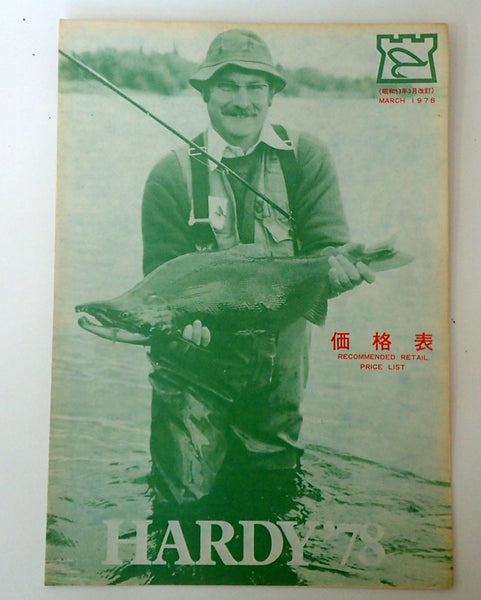 (昭和53年3月改訂)
MARCH 1978
価格表
RECOMMENDED RETAIL
PRICE LIST
HARDY '78